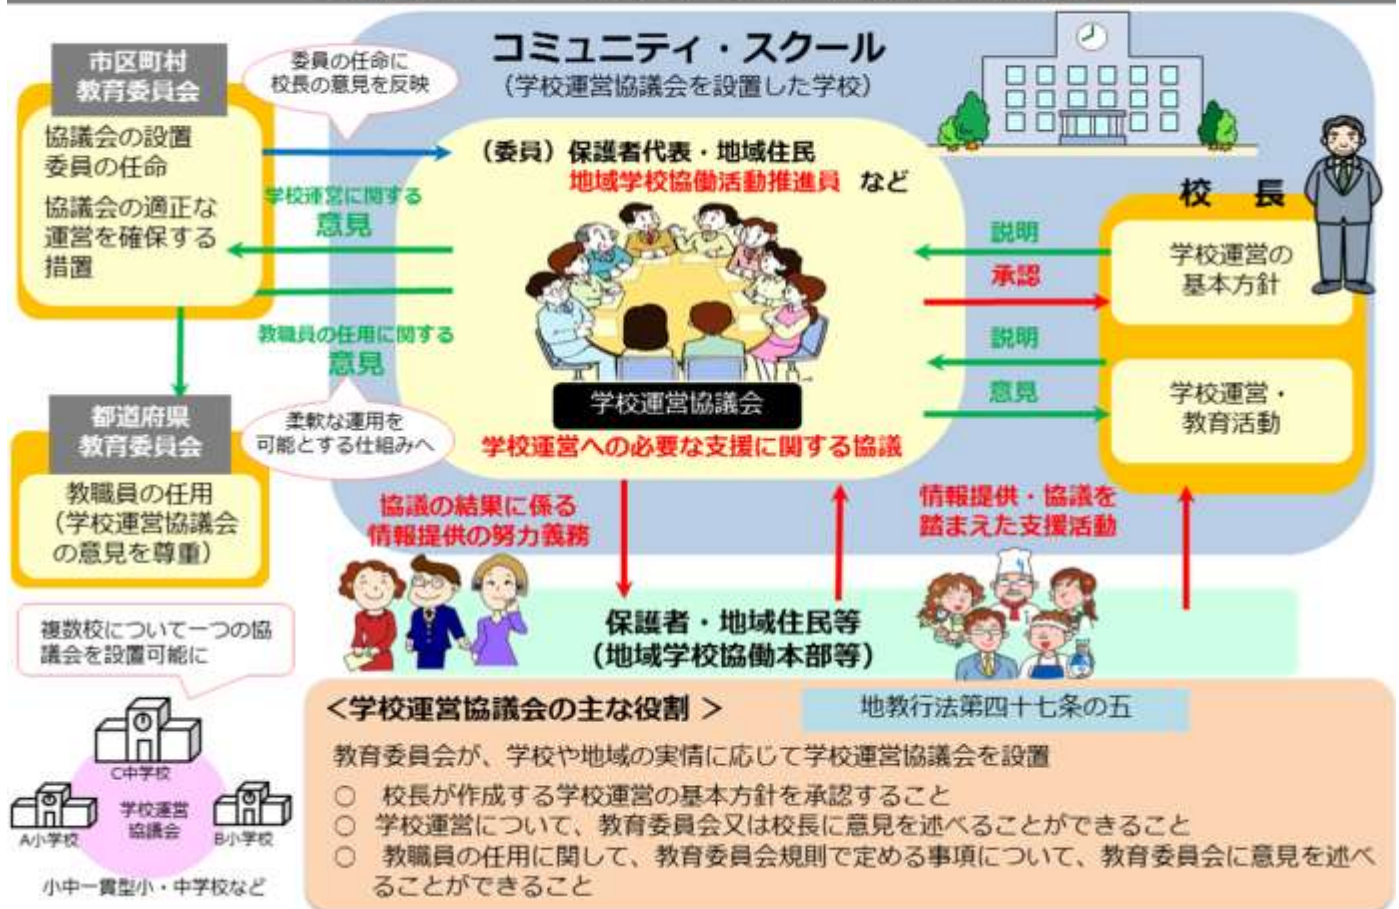 コミュニティ・スクール
(学校運営協議会を設置した学校)
市区町村
教育委員会
協議会の設置
委員の任命
協議会の適正な
運営を確保する
措置
委員の任命に
校長の意見を反映
(委員)保護者代表・地域住民
地域学校協働活動推進員 など
学校運営に関する
意見
教職員の任用に関する
意見
柔軟な運用を
可能とする仕組みへ
学校運営協議会
学校運営への必要な支援に関する協議
校 長
説明
承認
学校運営の
基本方針
説明
意見
学校運営・
教育活動
都道府県
教育委員会
教職員の任用
(学校運営協議会
の意見を尊重)
協議の結果に係る
情報提供の努力義務
情報提供・協議を
踏まえた支援活動
保護者・地域住民等
(地域学校協働本部等)
複数校について一つの協
議会を設置可能に
C中学校
学校運営
協議会
A小学校
B小学校
小中一貫型小・中学校など
<学校運営協議会の主な役割 >
地教行法第四十七条の五
教育委員会が、学校や地域の実情に応じて学校運営協議会を設置
○ 校長が作成する学校運営の基本方針を承認すること
○ 学校運営について、教育委員会又は校長に意見を述べることができること
○ 教職員の任用に関して、教育委員会規則で定める事項について、教育委員会に意見を述べ
ることができること